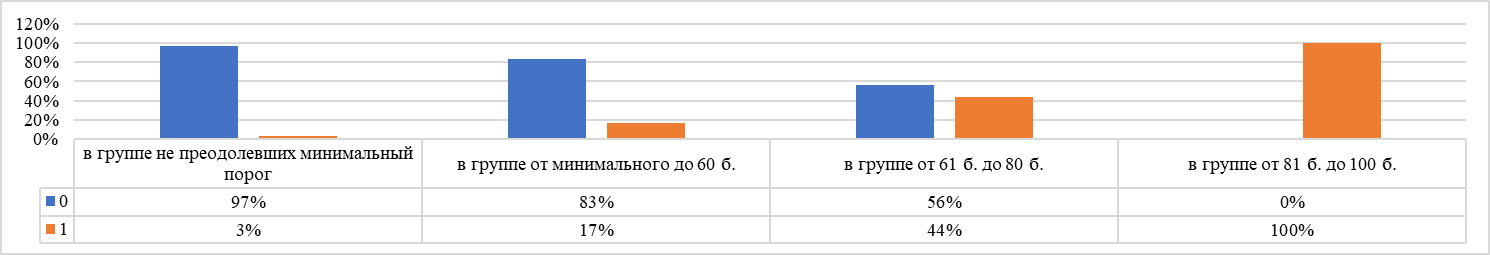 120%
100%
80%
60%
40%
20%
0%
в группе не преодолевших минимальный
порог
в группе от минимального до 60 б.
в группе от 61 б. до 80 б.
в группе от 81 б. до 100 б.
0 97% 83% 56% 0%
1 3% 17% 44% 100%